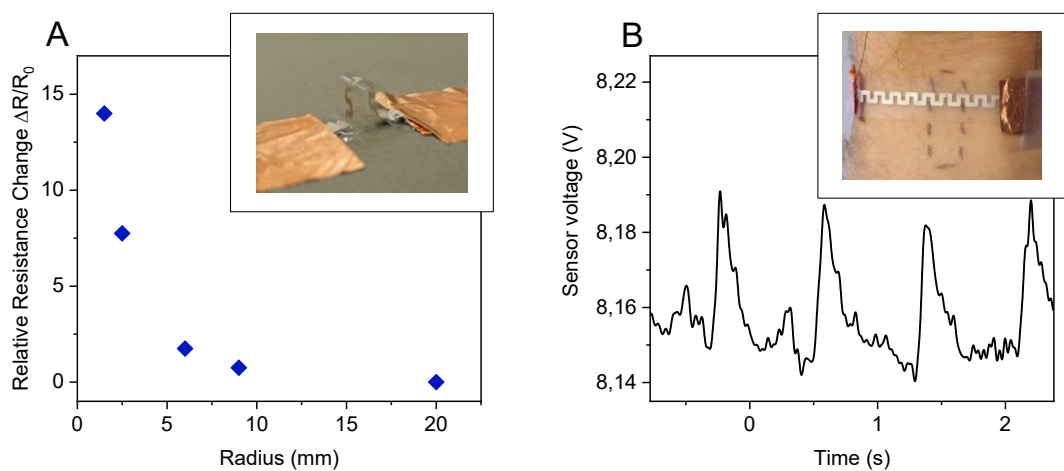 A
Relative Resistance Change ΔR/R₀
15
10
5
0
0
5
10
15
20
Radius (mm)
B
Sensor voltage (V)
8,22
8,20
8,18
8,16
8,14
0
1
2
Time (s)